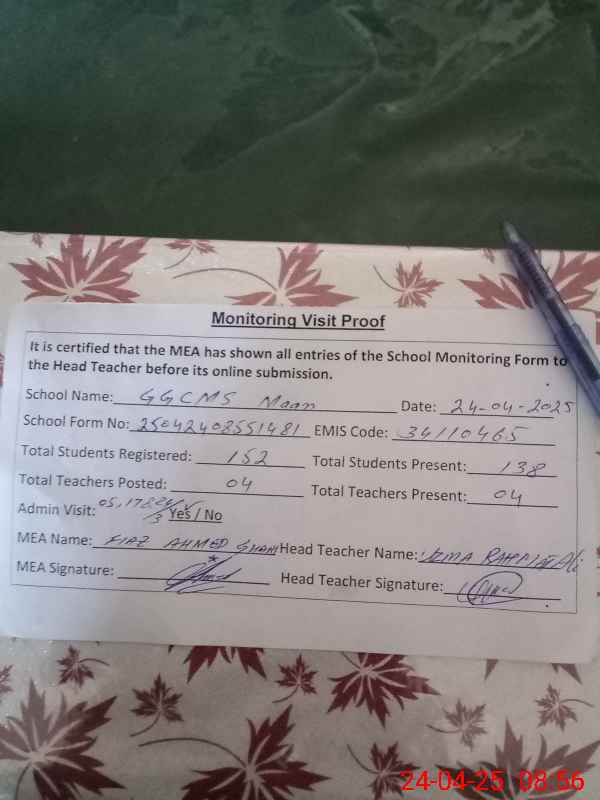 Monitoring Visit Proof
It is certified that the MEA has shown all entries of the School Monitoring Form to
the Head Teacher before its online submission.
School Name: GGCMS Maan Date: 24-04-2025
School Form No: 25042402551481 EMIS Code: 34110465
Total Students Registered: 152 Total Students Present: 138
Total Teachers Posted: 04 Total Teachers Present: 04
Admin Visit: Yes / No
MEA Name: FIAZ AHMED SHAH Head Teacher Name: UZMA Ali
MEA Signature: Head Teacher Signature:
24-04-25 08:56